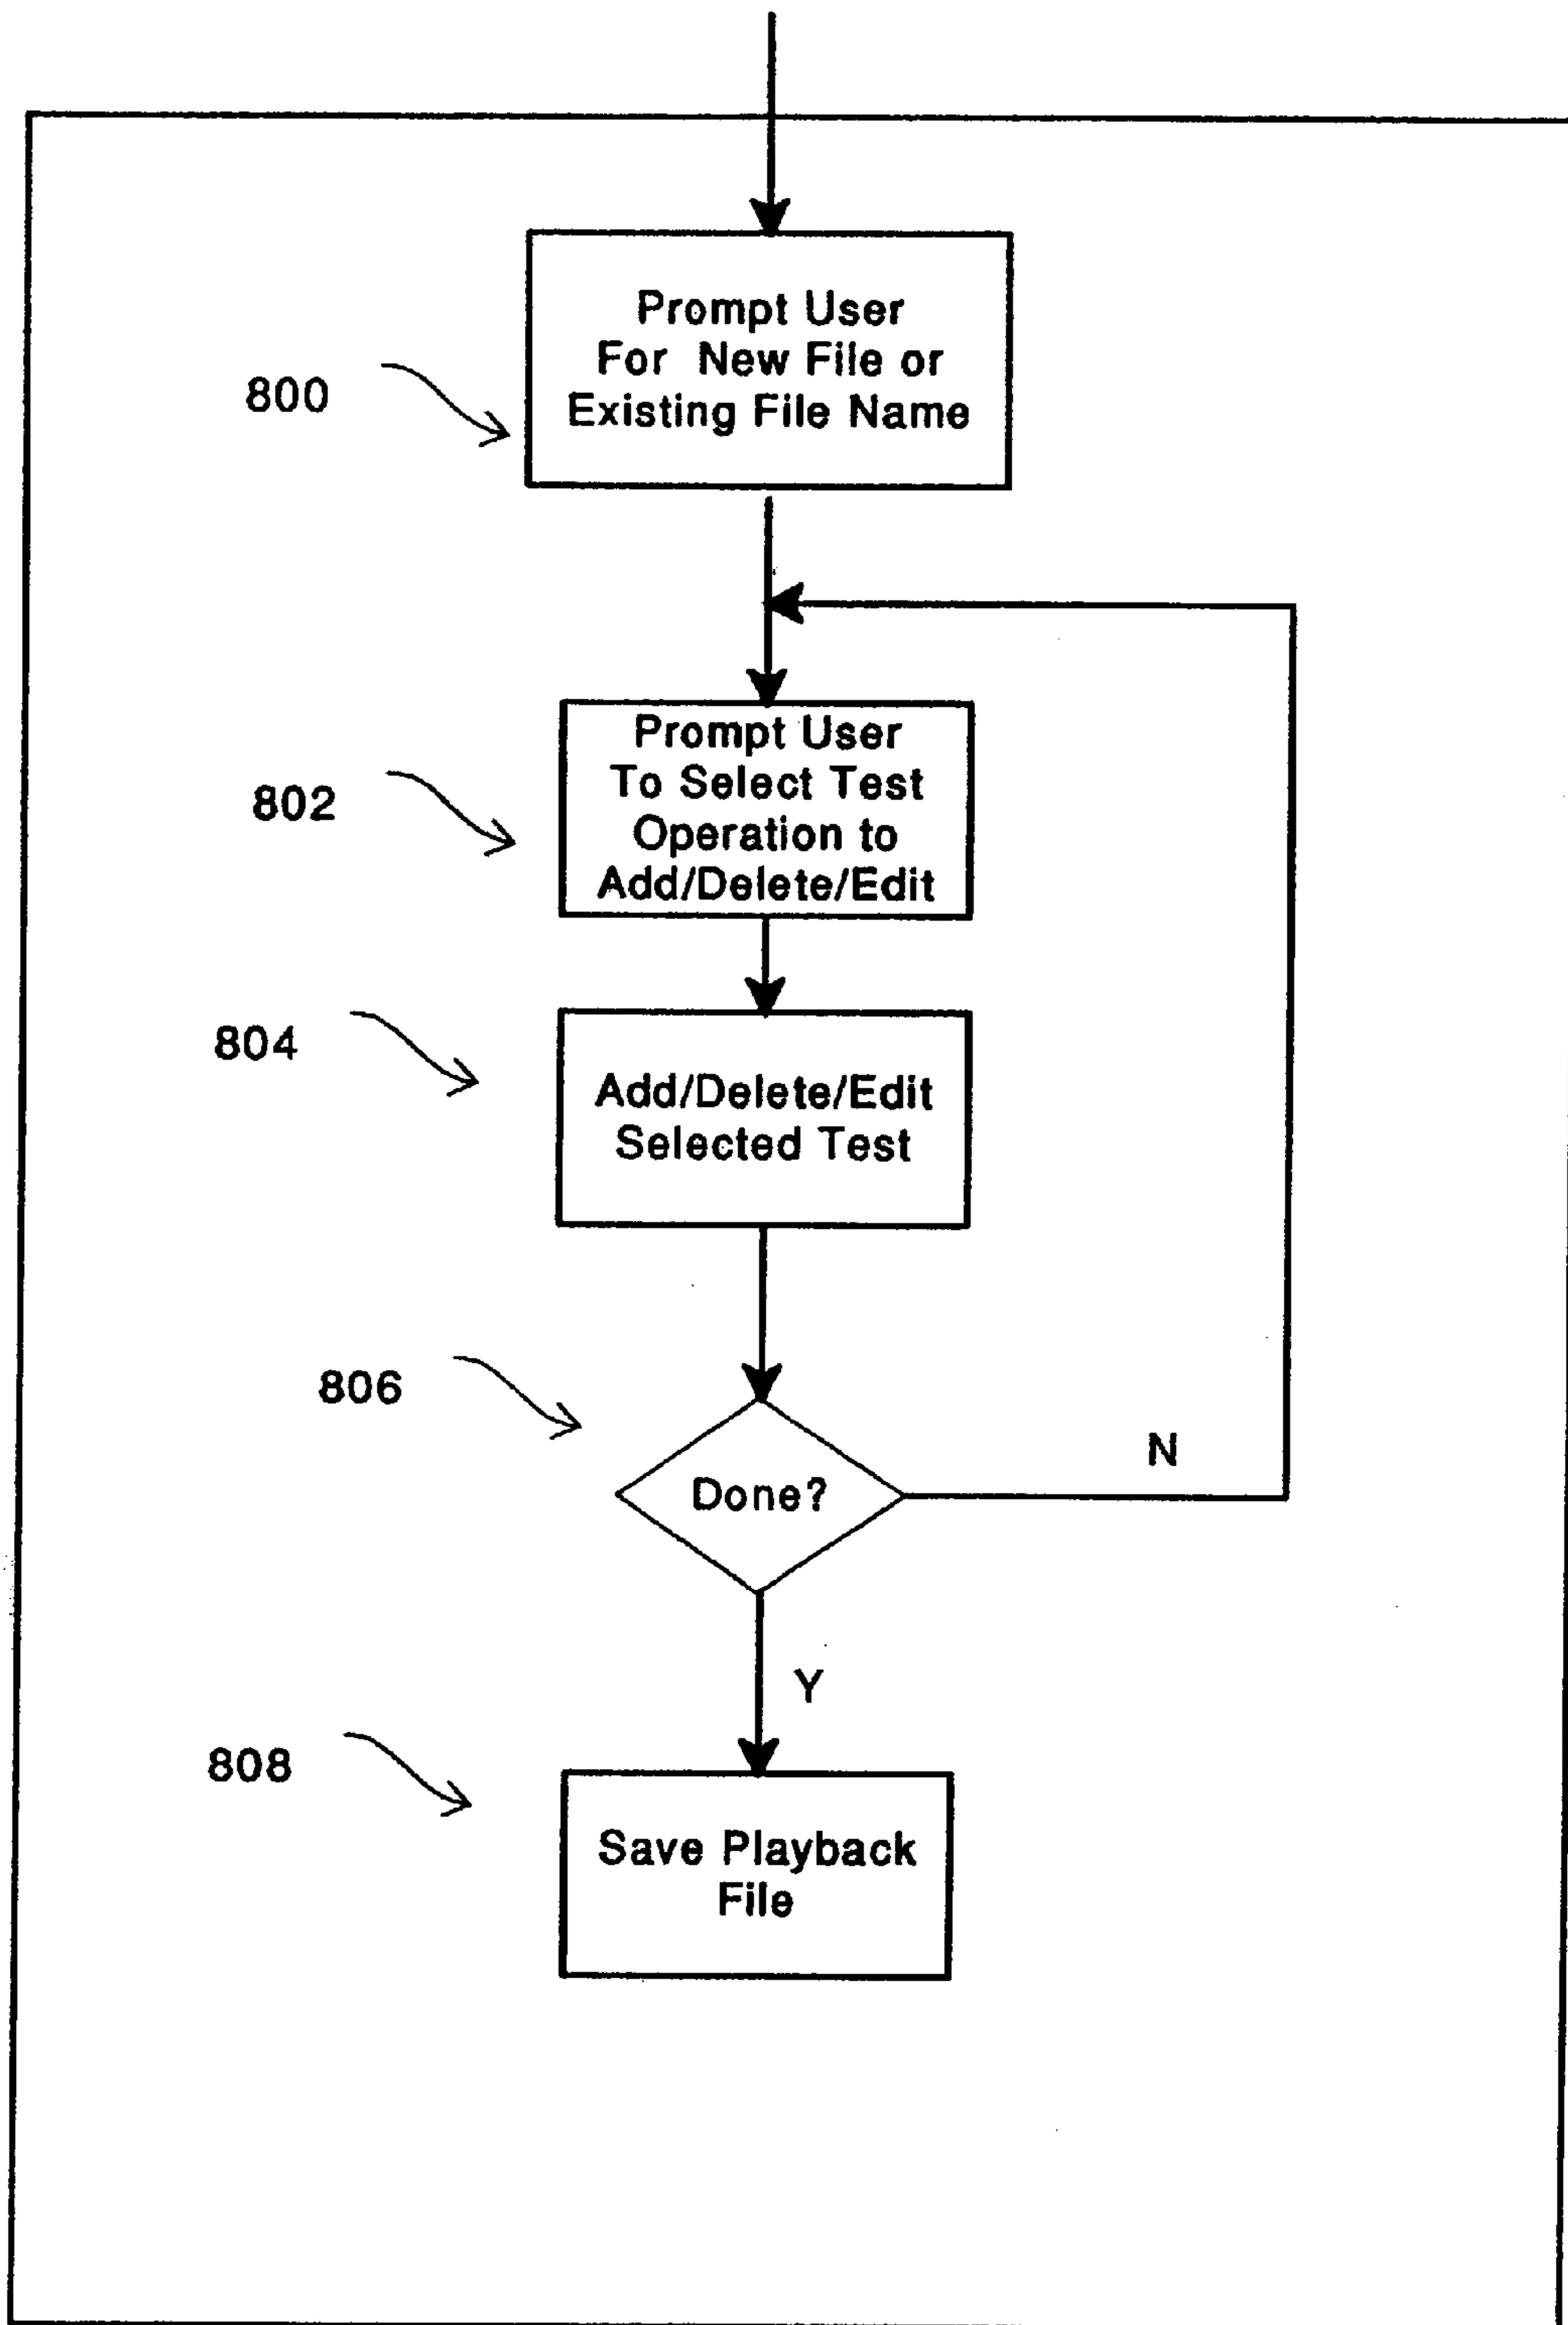 800
Prompt User
For New File or
Existing File Name
802
Prompt User
To Select Test
Operation to
Add/Delete/Edit
804
Add/Delete/Edit
Selected Test
806
Done?
N
Y
808
Save Playback
File